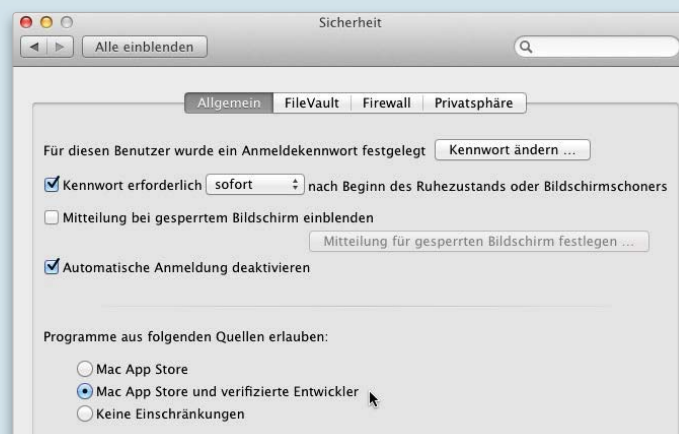 Sicherheit
Alle einblenden
Allgemein FileVault Firewall Privatsphäre
Für diesen Benutzer wurde ein Anmeldekennwort festgelegt Kennwort ändern ...
Kennwort erforderlich sofort nach Beginn des Ruhezustands oder Bildschirmschoners
Mitteilung bei gesperrtem Bildschirm einblenden
Mitteilung für gesperrten Bildschirm festlegen ...
Automatische Anmeldung deaktivieren
Programme aus folgenden Quellen erlauben:
Mac App Store
Mac App Store und verifizierte Entwickler
Keine Einschränkungen